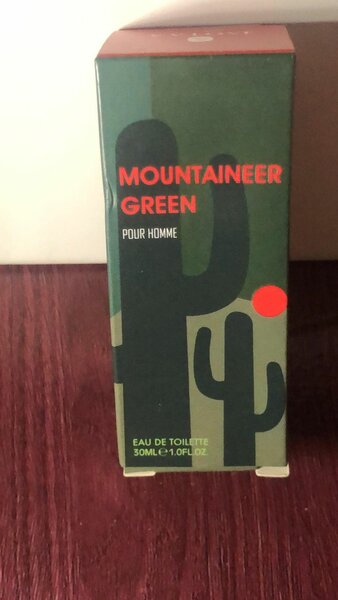 MOUNTAINEER
GREEN
POUR HOMME
EAU DE TOILETTE
30ML℮1.0FL.OZ